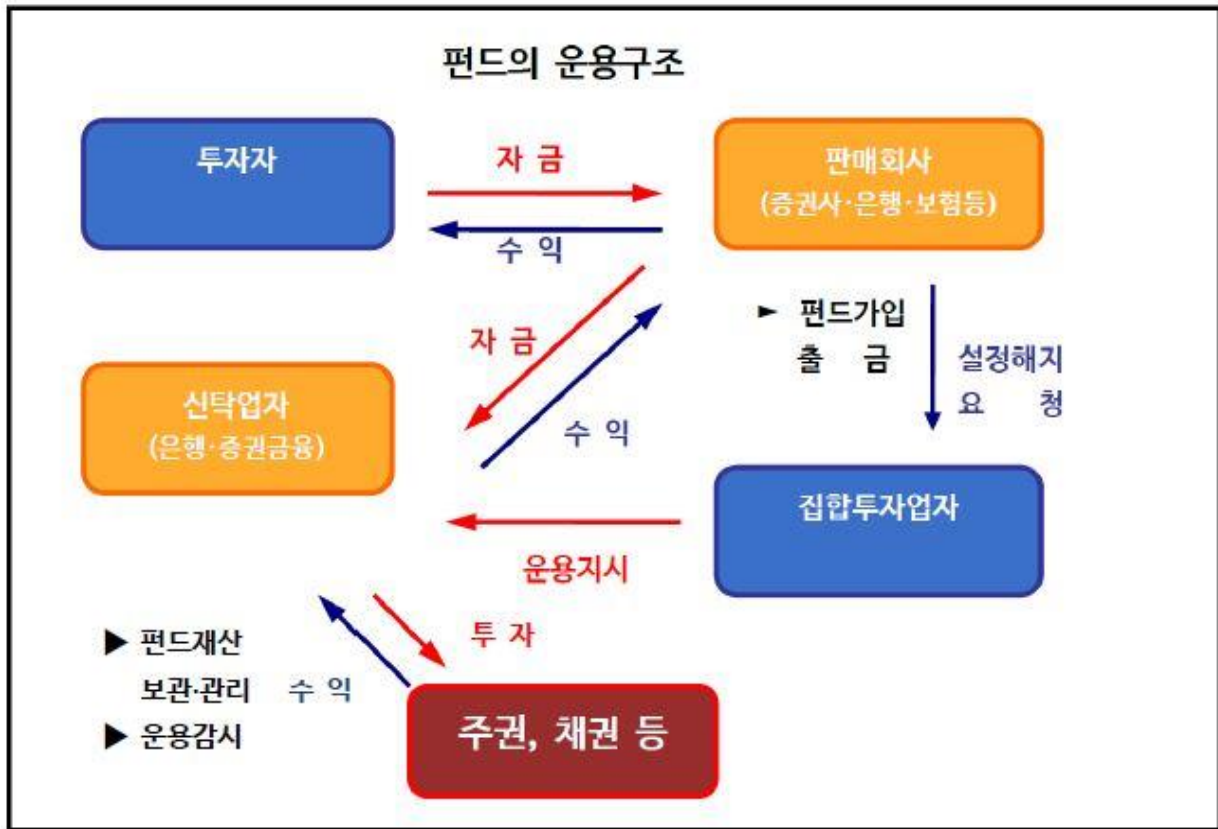 펀드의 운용구조
투자자
자 금
수 익
판매회사
(증권사·은행·보험등)
자 금
수 익
► 펀드가입
출 금
설정해지
요 청
신탁업자
(은행·증권금융)
집합투자업자
운용지시
▶ 펀드재산
보관·관리
▶ 운용감시
수 익
투 자
주권, 채권 등